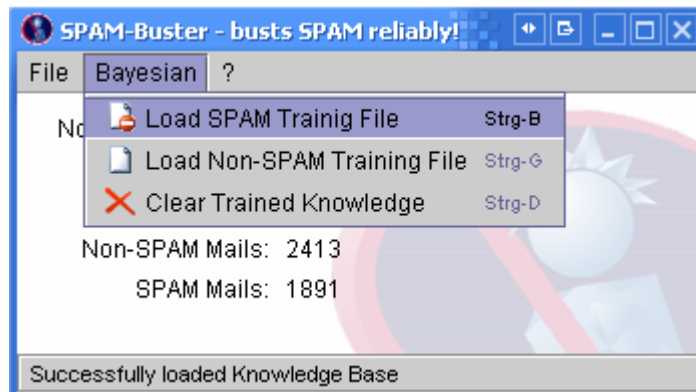 SPAM-Buster - busts SPAM reliably!
File Bayesian ?
Load SPAM Trainig File Strg-B
Load Non-SPAM Training File Strg-G
Clear Trained Knowledge Strg-D
Non-SPAM Mails: 2413
SPAM Mails: 1891
Successfully loaded Knowledge Base